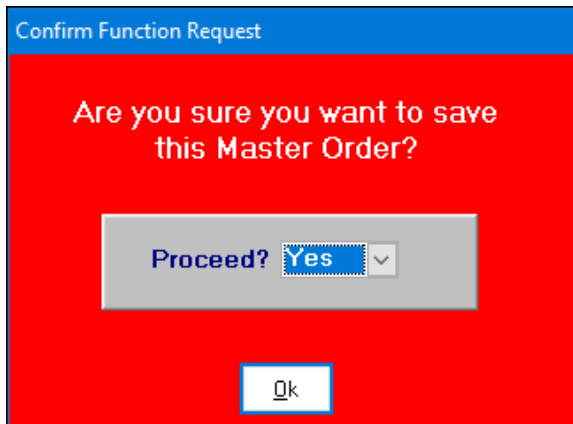 Confirm Function Request
Are you sure you want to save
this Master Order?
Proceed? Yes
Ok